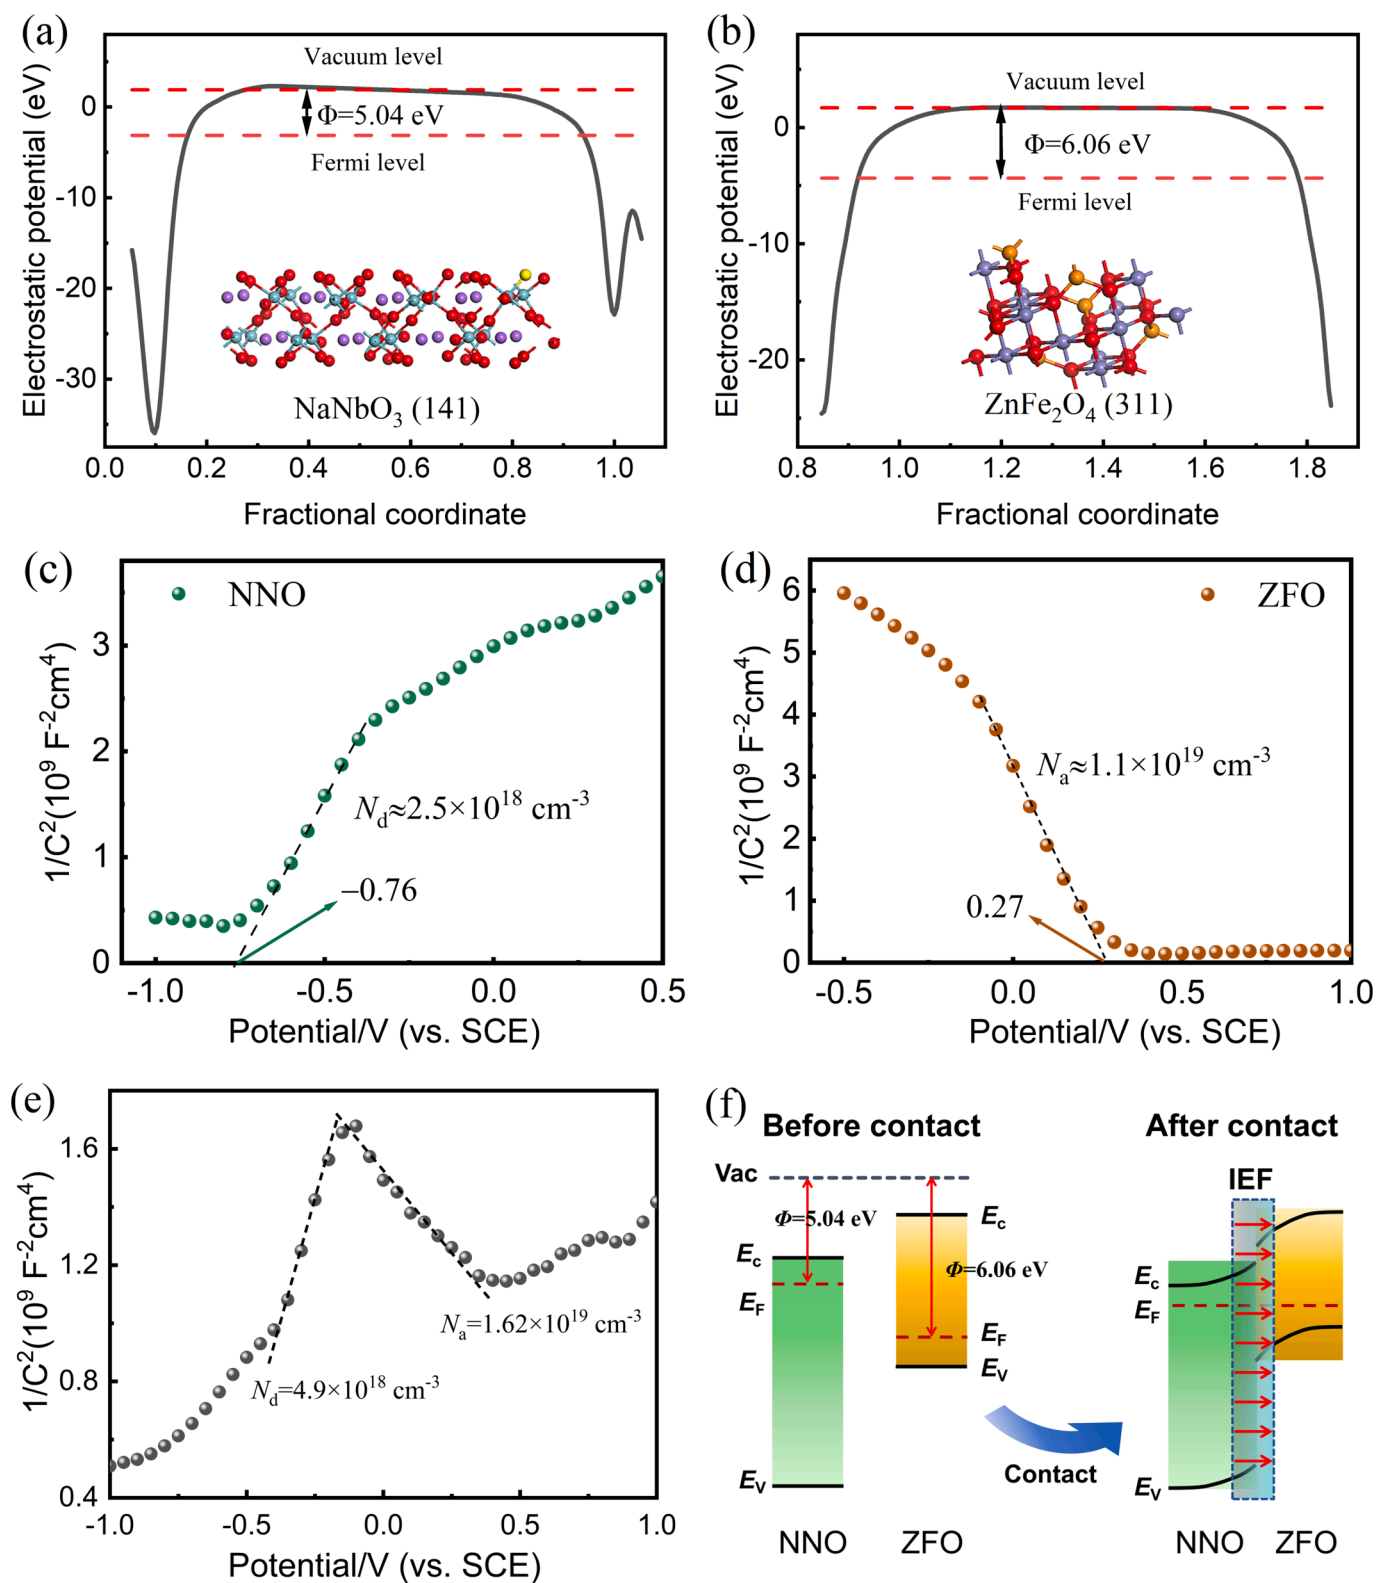 (a)
Electrostatic potential (eV)
0
-10
-20
-30
Vacuum level
Φ=5.04 eV
Fermi level
NaNbO3 (141)
0.0 0.2 0.4 0.6 0.8 1.0
Fractional coordinate
(b)
Electrostatic potential (eV)
0
-10
-20
Vacuum level
Φ=6.06 eV
Fermi level
ZnFe2O4 (311)
0.8 1.0 1.2 1.4 1.6 1.8
Fractional coordinate
(c)
NNO
1/C2(109 F-2cm4)
3
2
1
0
Nd≈2.5×1018 cm-3
−0.76
-1.0 -0.5 0.0 0.5
Potential/V (vs. SCE)
(d)
ZFO
1/C2(109 F-2cm4)
6
5
4
3
2
1
0
Na≈1.1×1019 cm-3
0.27
-0.5 0.0 0.5 1.0
Potential/V (vs. SCE)
(e)
1/C2(109 F-2cm4)
1.6
1.2
0.8
0.4
Na=1.62×1019 cm-3
Nd=4.9×1018 cm-3
-1.0 -0.5 0.0 0.5 1.0
Potential/V (vs. SCE)
(f)
Before contact
After contact
Vac
IEF
Φ=5.04 eV
Ec
Ec
Φ=6.06 eV
Ec
EF
EF
EF
EV
Contact
EV
EV
NNO ZFO
NNO ZFO